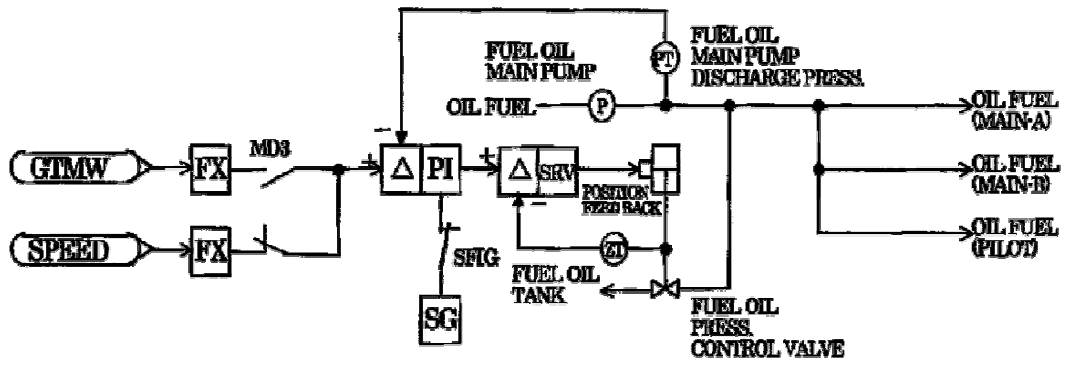 FUEL OIL
MAIN PUMP
DISCHARGE PRESS.
PT
FUEL OIL
MAIN PUMP
OIL FUEL
P
OIL FUEL
(MAIN-A)
MD3
GTMW
FX
+
−
Δ
PI
+
−
Δ
SRV
POSITION
FEED BACK
OIL FUEL
(MAIN-B)
SPEED
FX
OIL FUEL
(PILOT)
ZT
FUEL OIL
TANK
SG
FUEL OIL
PRESS.
CONTROL VALVE